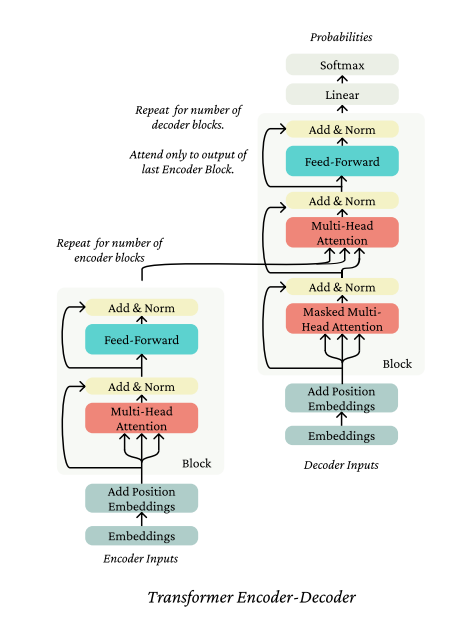 Probabilities
Softmax
Linear
Repeat for number of
decoder blocks.
Attend only to output of
last Encoder Block.
Add & Norm
Feed-Forward
Add & Norm
Multi-Head
Attention
Add & Norm
Masked Multi-
Head Attention
Block
Add Position
Embeddings
Embeddings
Decoder Inputs
Repeat for number of
encoder blocks
Add & Norm
Feed-Forward
Add & Norm
Multi-Head
Attention
Block
Add Position
Embeddings
Embeddings
Encoder Inputs
Transformer Encoder-Decoder